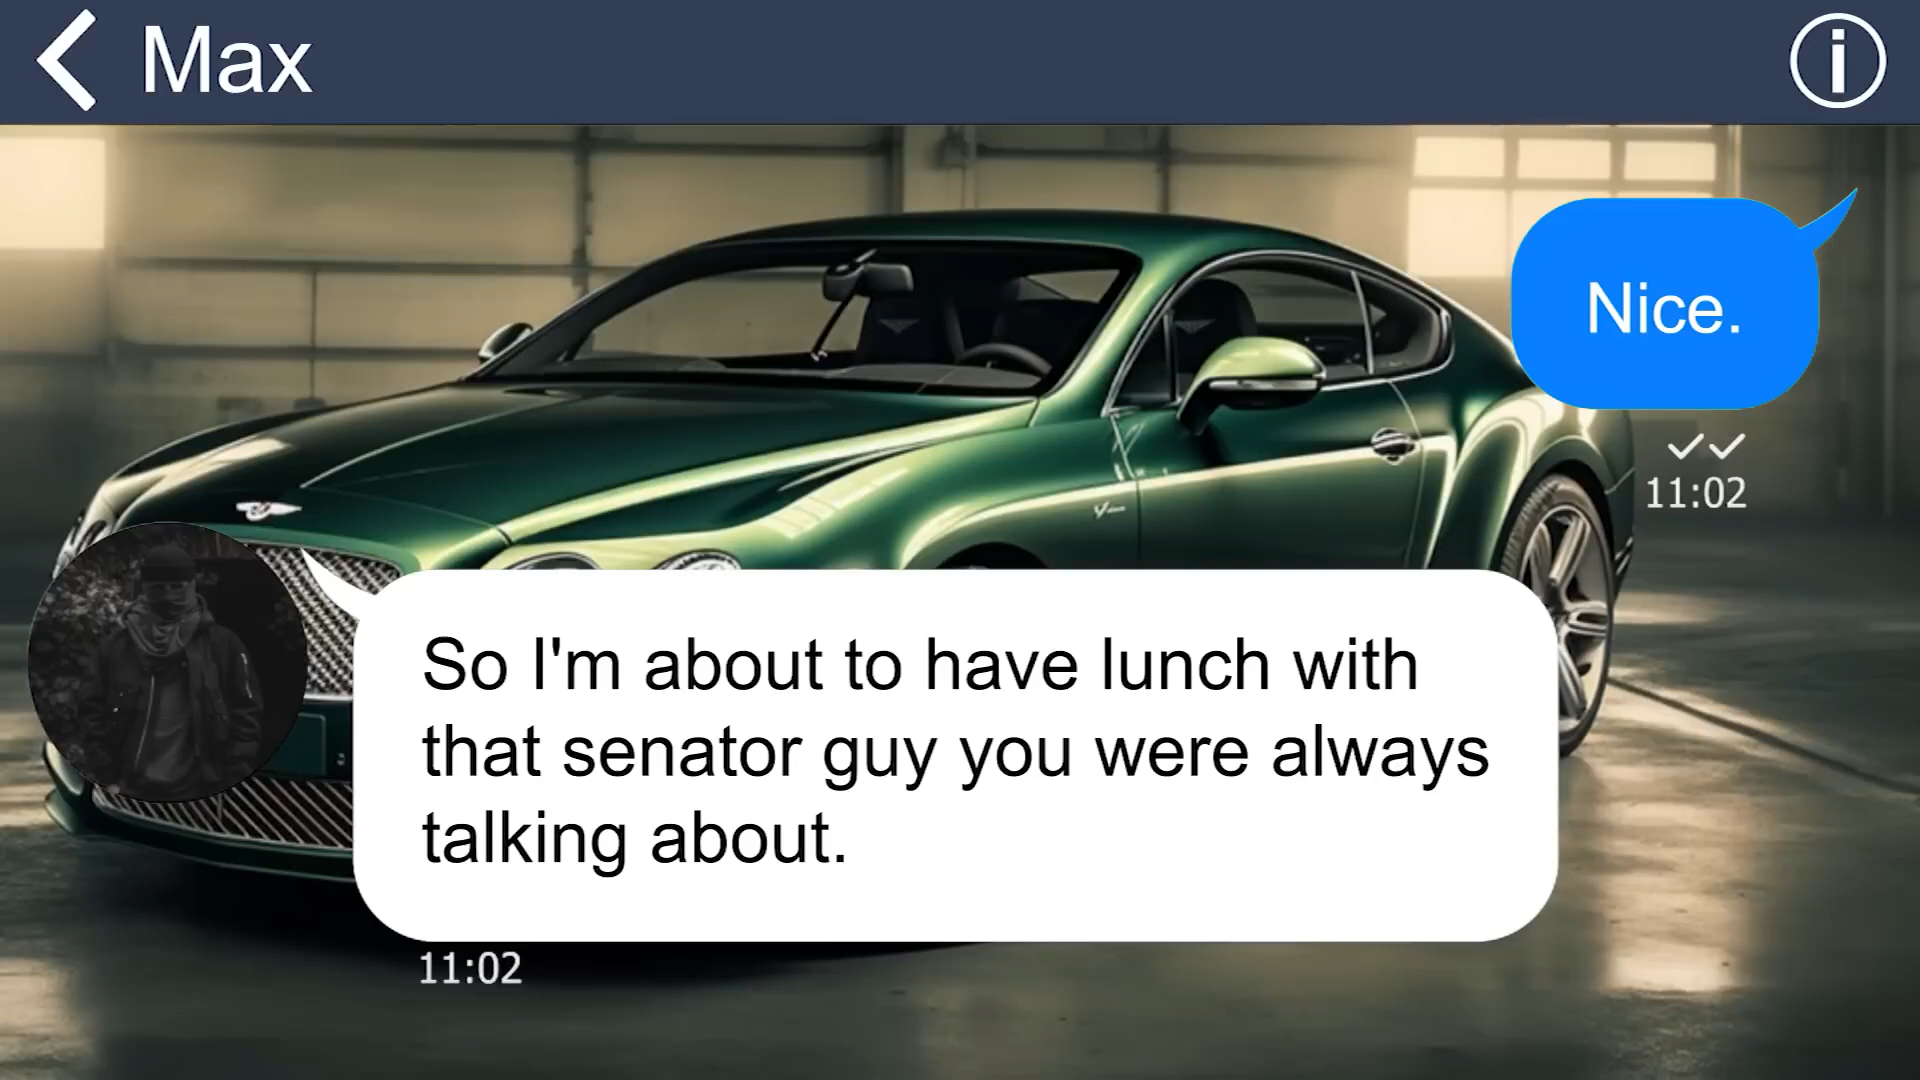 Max
Nice.
11:02
So I'm about to have lunch with
that senator guy you were always
talking about.
11:02